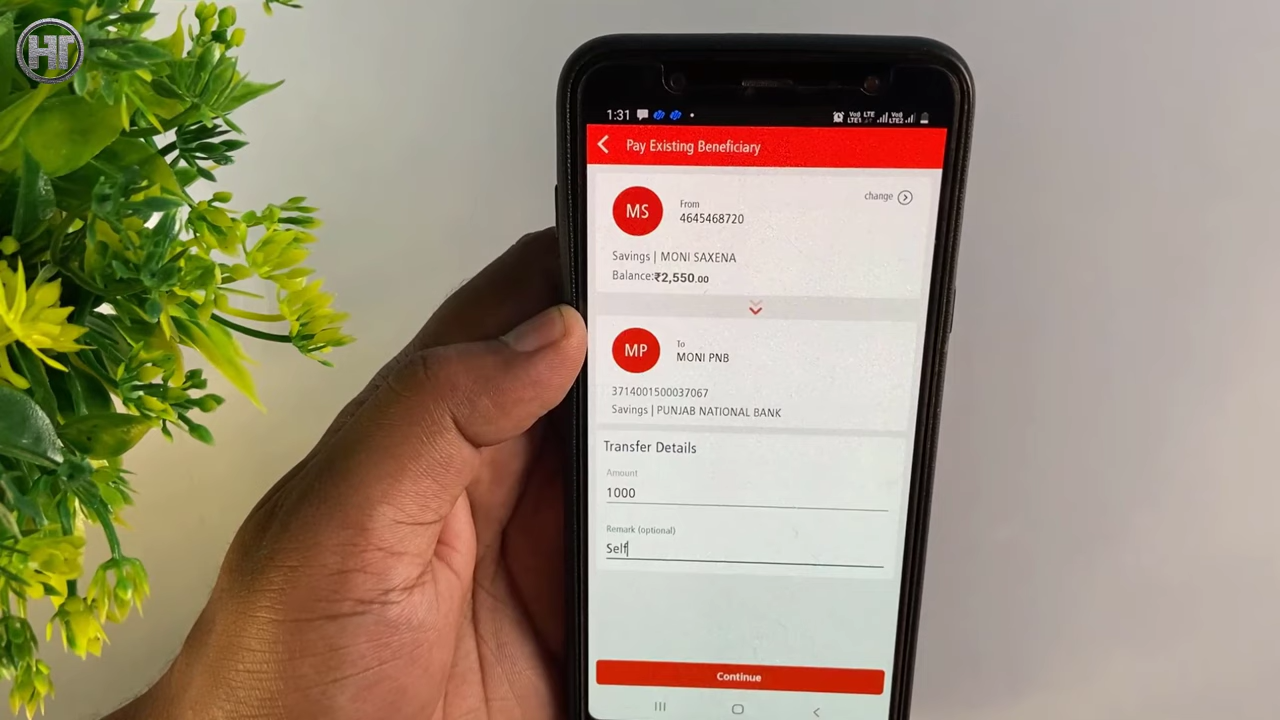 HT
1:31
Pay Existing Beneficiary
MS
From
4645468720
change
Savings | MONI SAXENA
Balance:₹2,550.00
MP
To
MONI PNB
3714001500037067
Savings | PUNJAB NATIONAL BANK
Transfer Details
Amount
1000
Remark (optional)
Self
Continue